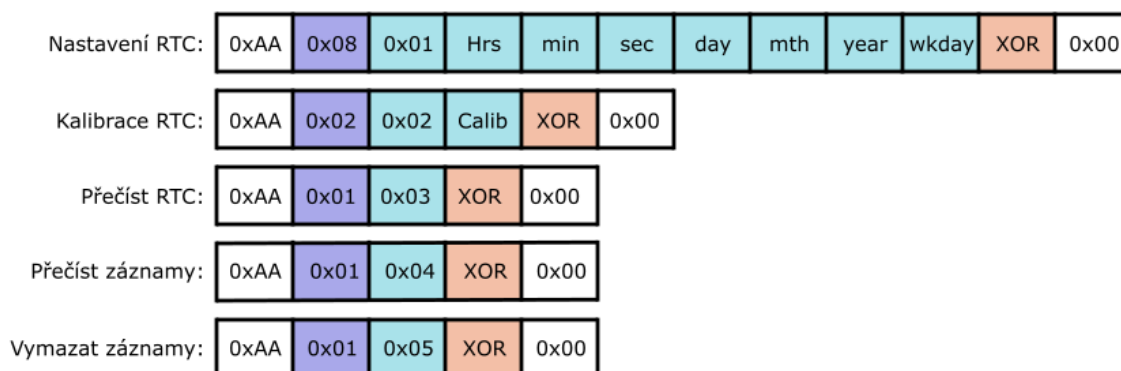 Nastavení RTC: 0xAA 0x08 0x01 Hrs min sec day mth year wkday XOR 0x00
Kalibrace RTC: 0xAA 0x02 0x02 Calib XOR 0x00
Přečíst RTC: 0xAA 0x01 0x03 XOR 0x00
Přečíst záznamy: 0xAA 0x01 0x04 XOR 0x00
Vymazat záznamy: 0xAA 0x01 0x05 XOR 0x00